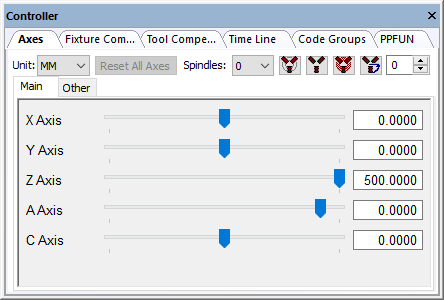 Controller
Axes Fixture Com... Tool Compe... Time Line Code Groups PPFUN
Unit: MM Reset All Axes Spindles: 0 0
Main Other
X Axis 0.0000
Y Axis 0.0000
Z Axis 500.0000
A Axis 0.0000
C Axis 0.0000